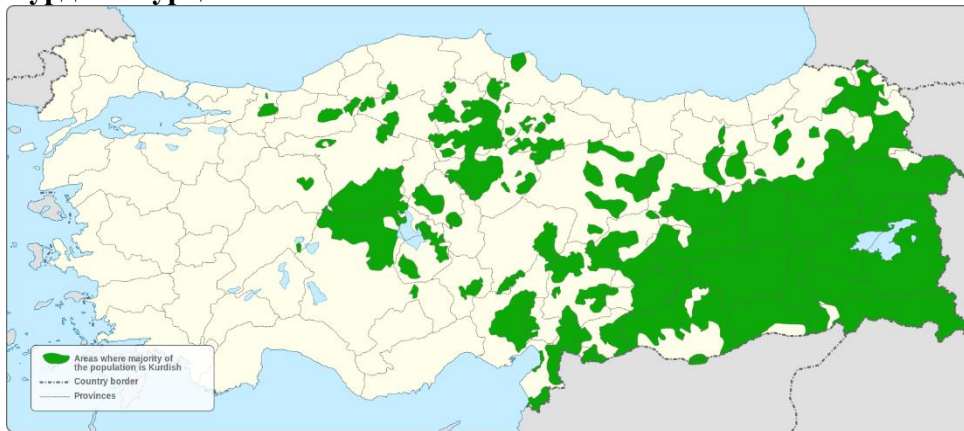 Areas where majority of
the population is Kurdish
Country border
Provinces